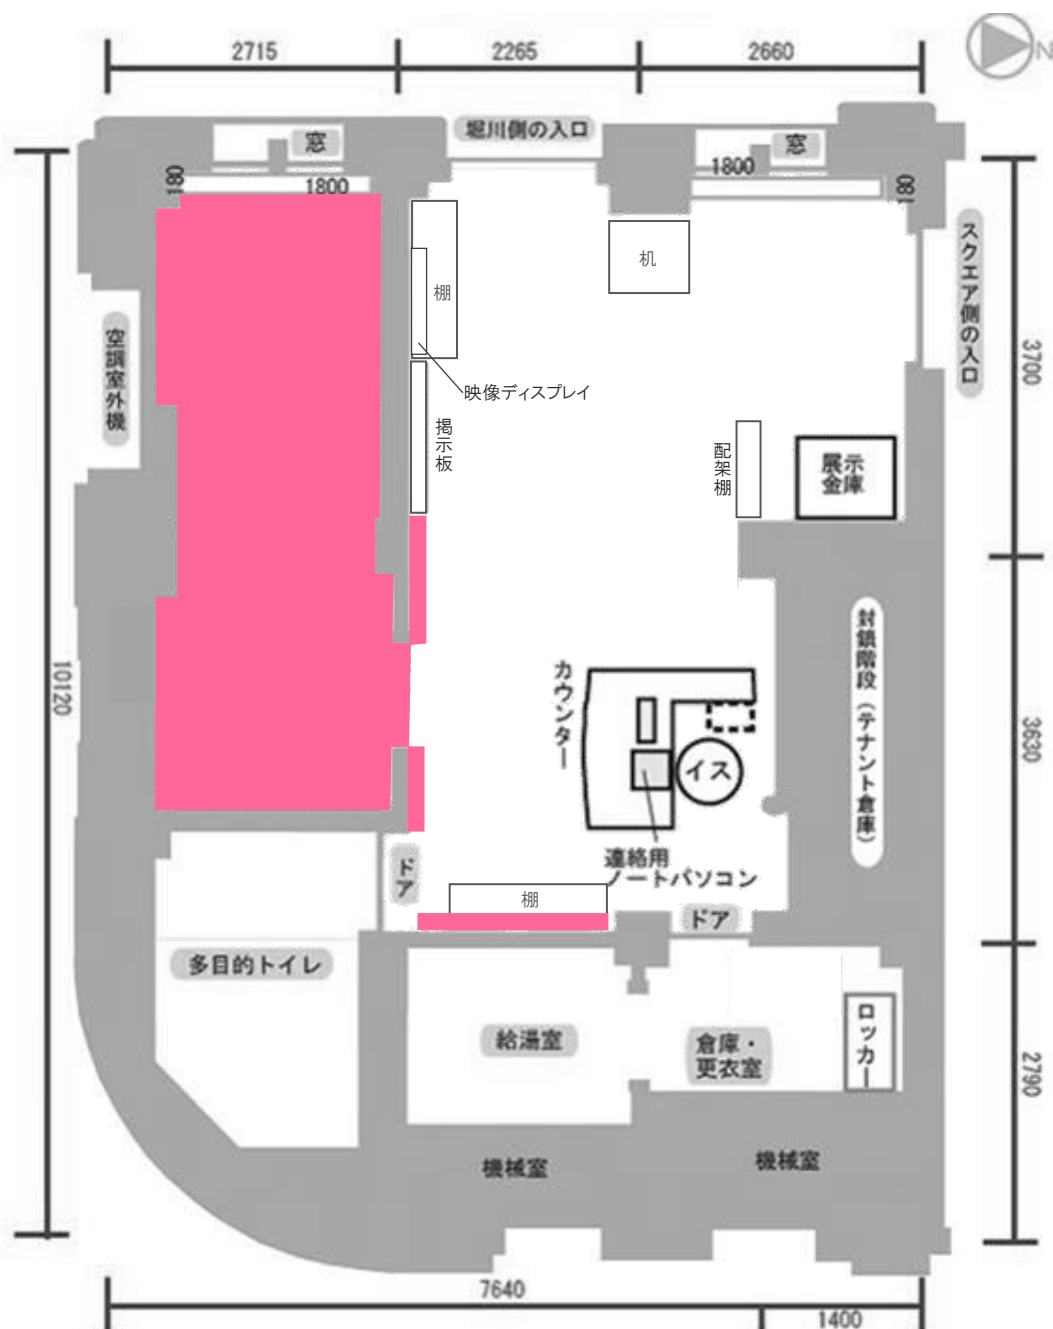 2715
2265
2660
N
堀川側の入口
窓
窓
180
1800
1800
180
棚
机
スクエア側の入口
空調室外機
映像ディスプレイ
掲示板
配架棚
展示
金庫
3700
10120
カウンター
イス
封鎖階段（テナント倉庫）
3630
連絡用
ノートパソコン
ドア
棚
ドア
多目的トイレ
給湯室
倉庫・
更衣室
ロッカー
2790
機械室
機械室
7640
1400